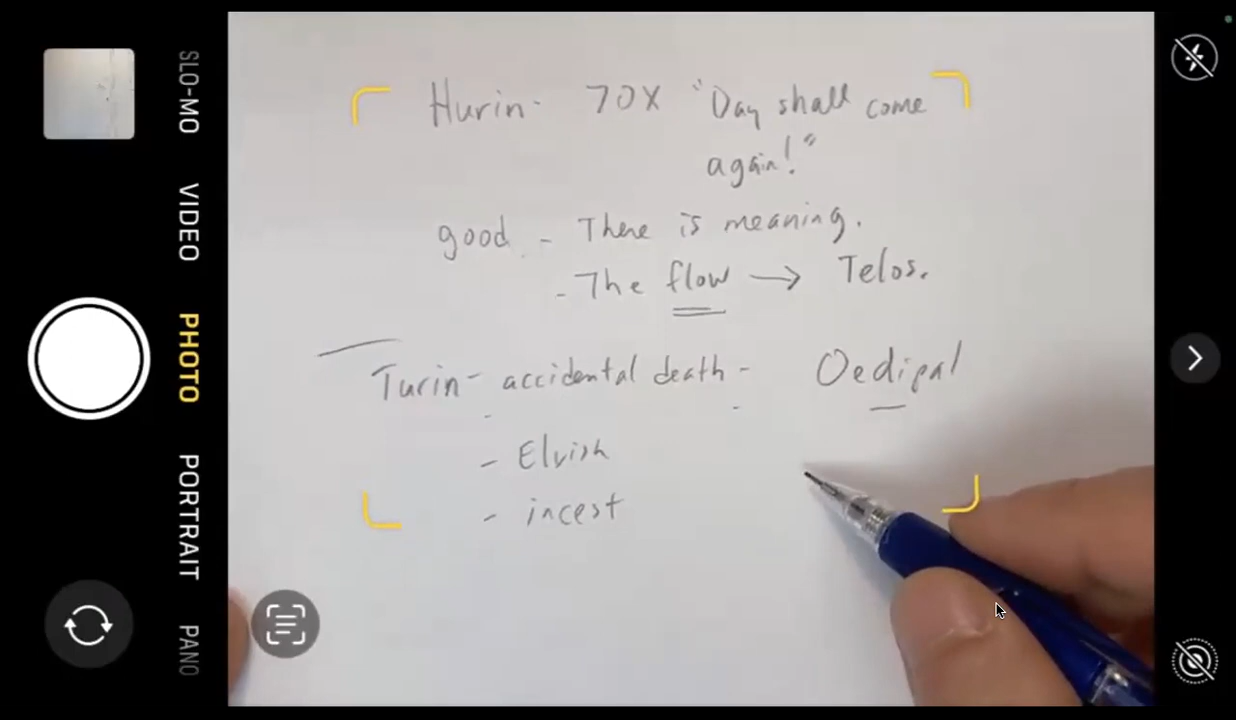 SLO-MO
VIDEO
PHOTO
PORTRAIT
PANO
Hurin - 70X "Day shall come
again!"
good - There is meaning.
- The flow → Telos.
Turin - accidental death - Oedipal
- Elvish
- incest